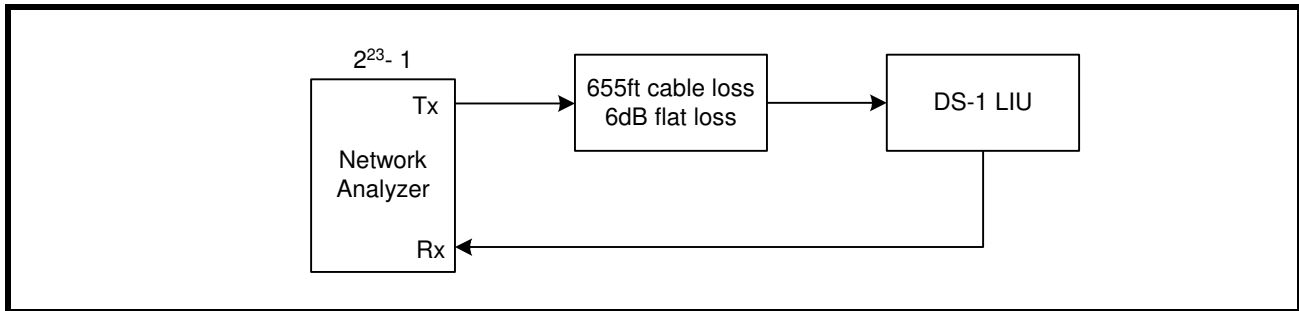 2²³- 1
Tx
Network
Analyzer
Rx
655ft cable loss
6dB flat loss
DS-1 LIU